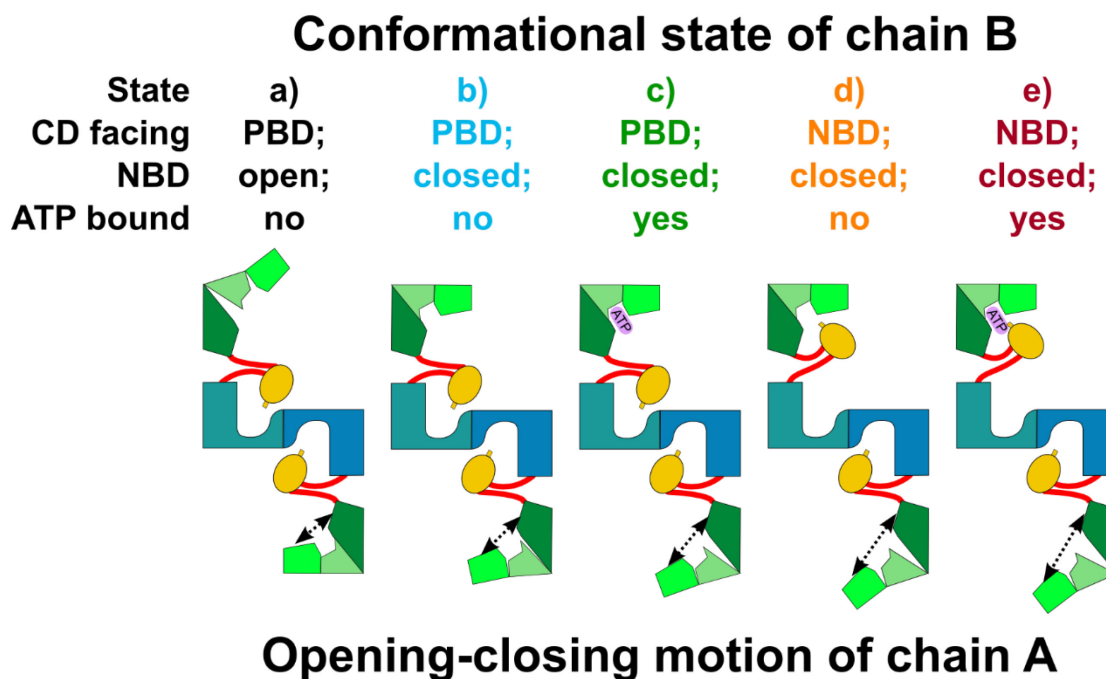 Conformational state of chain B
State a) b) c) d) e)
CD facing PBD; PBD; PBD; NBD; NBD;
NBD open; closed; closed; closed; closed;
ATP bound no no yes no yes
ATP ATP
Opening-closing motion of chain A